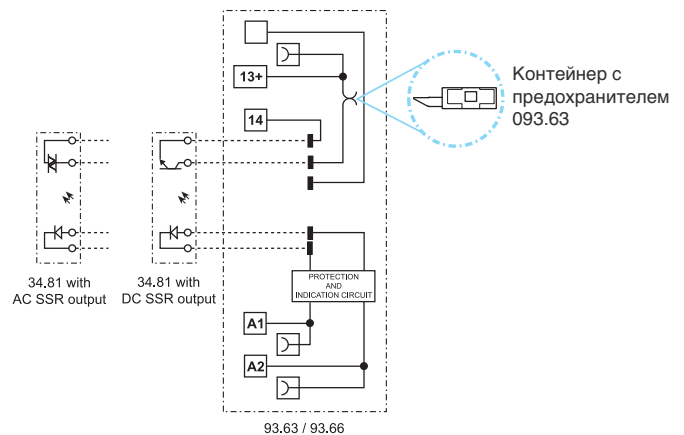 13+
14
Контейнер с
предохранителем
093.63
34.81 with
AC SSR output
34.81 with
DC SSR output
PROTECTION
AND
INDICATION CIRCUIT
A1
A2
93.63 / 93.66